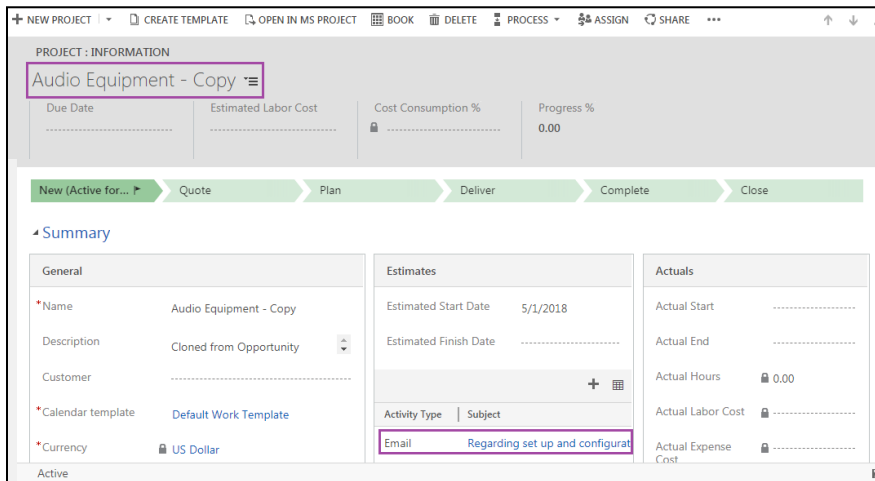 NEW PROJECT CREATE TEMPLATE OPEN IN MS PROJECT BOOK DELETE PROCESS ASSIGN SHARE •••
PROJECT : INFORMATION
Audio Equipment - Copy
Due Date Estimated Labor Cost Cost Consumption % Progress %
0.00
New (Active for... Quote Plan Deliver Complete Close
Summary
General Estimates Actuals
*Name Audio Equipment - Copy Estimated Start Date 5/1/2018 Actual Start
Description Cloned from Opportunity Estimated Finish Date Actual End
Customer Actual Hours 0.00
*Calendar template Default Work Template Activity Type Subject Actual Labor Cost
*Currency US Dollar Email Regarding set up and configurat Actual Expense
Cost
Active